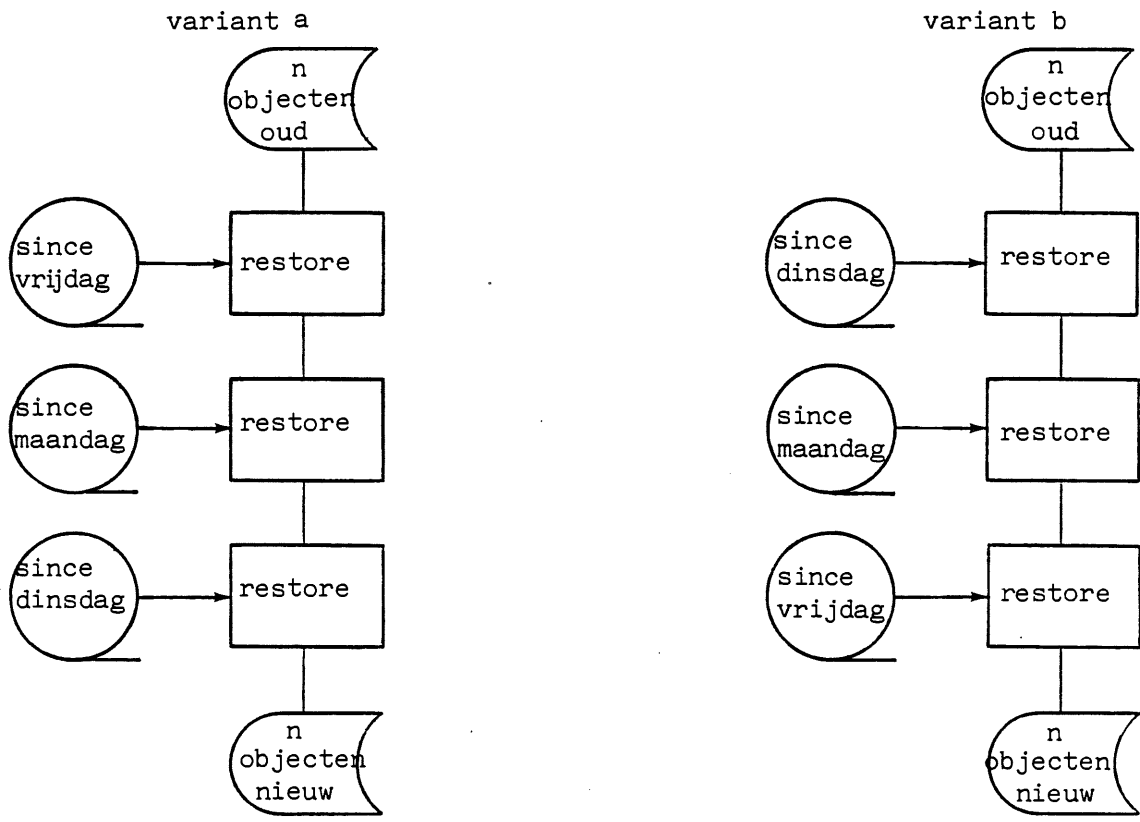 variant a
n
objecten
oud
since
vrijdag
restore
since
maandag
restore
since
dinsdag
restore
n
objecten
nieuw
variant b
n
objecten
oud
since
dinsdag
restore
since
maandag
restore
since
vrijdag
restore
n
objecten
nieuw